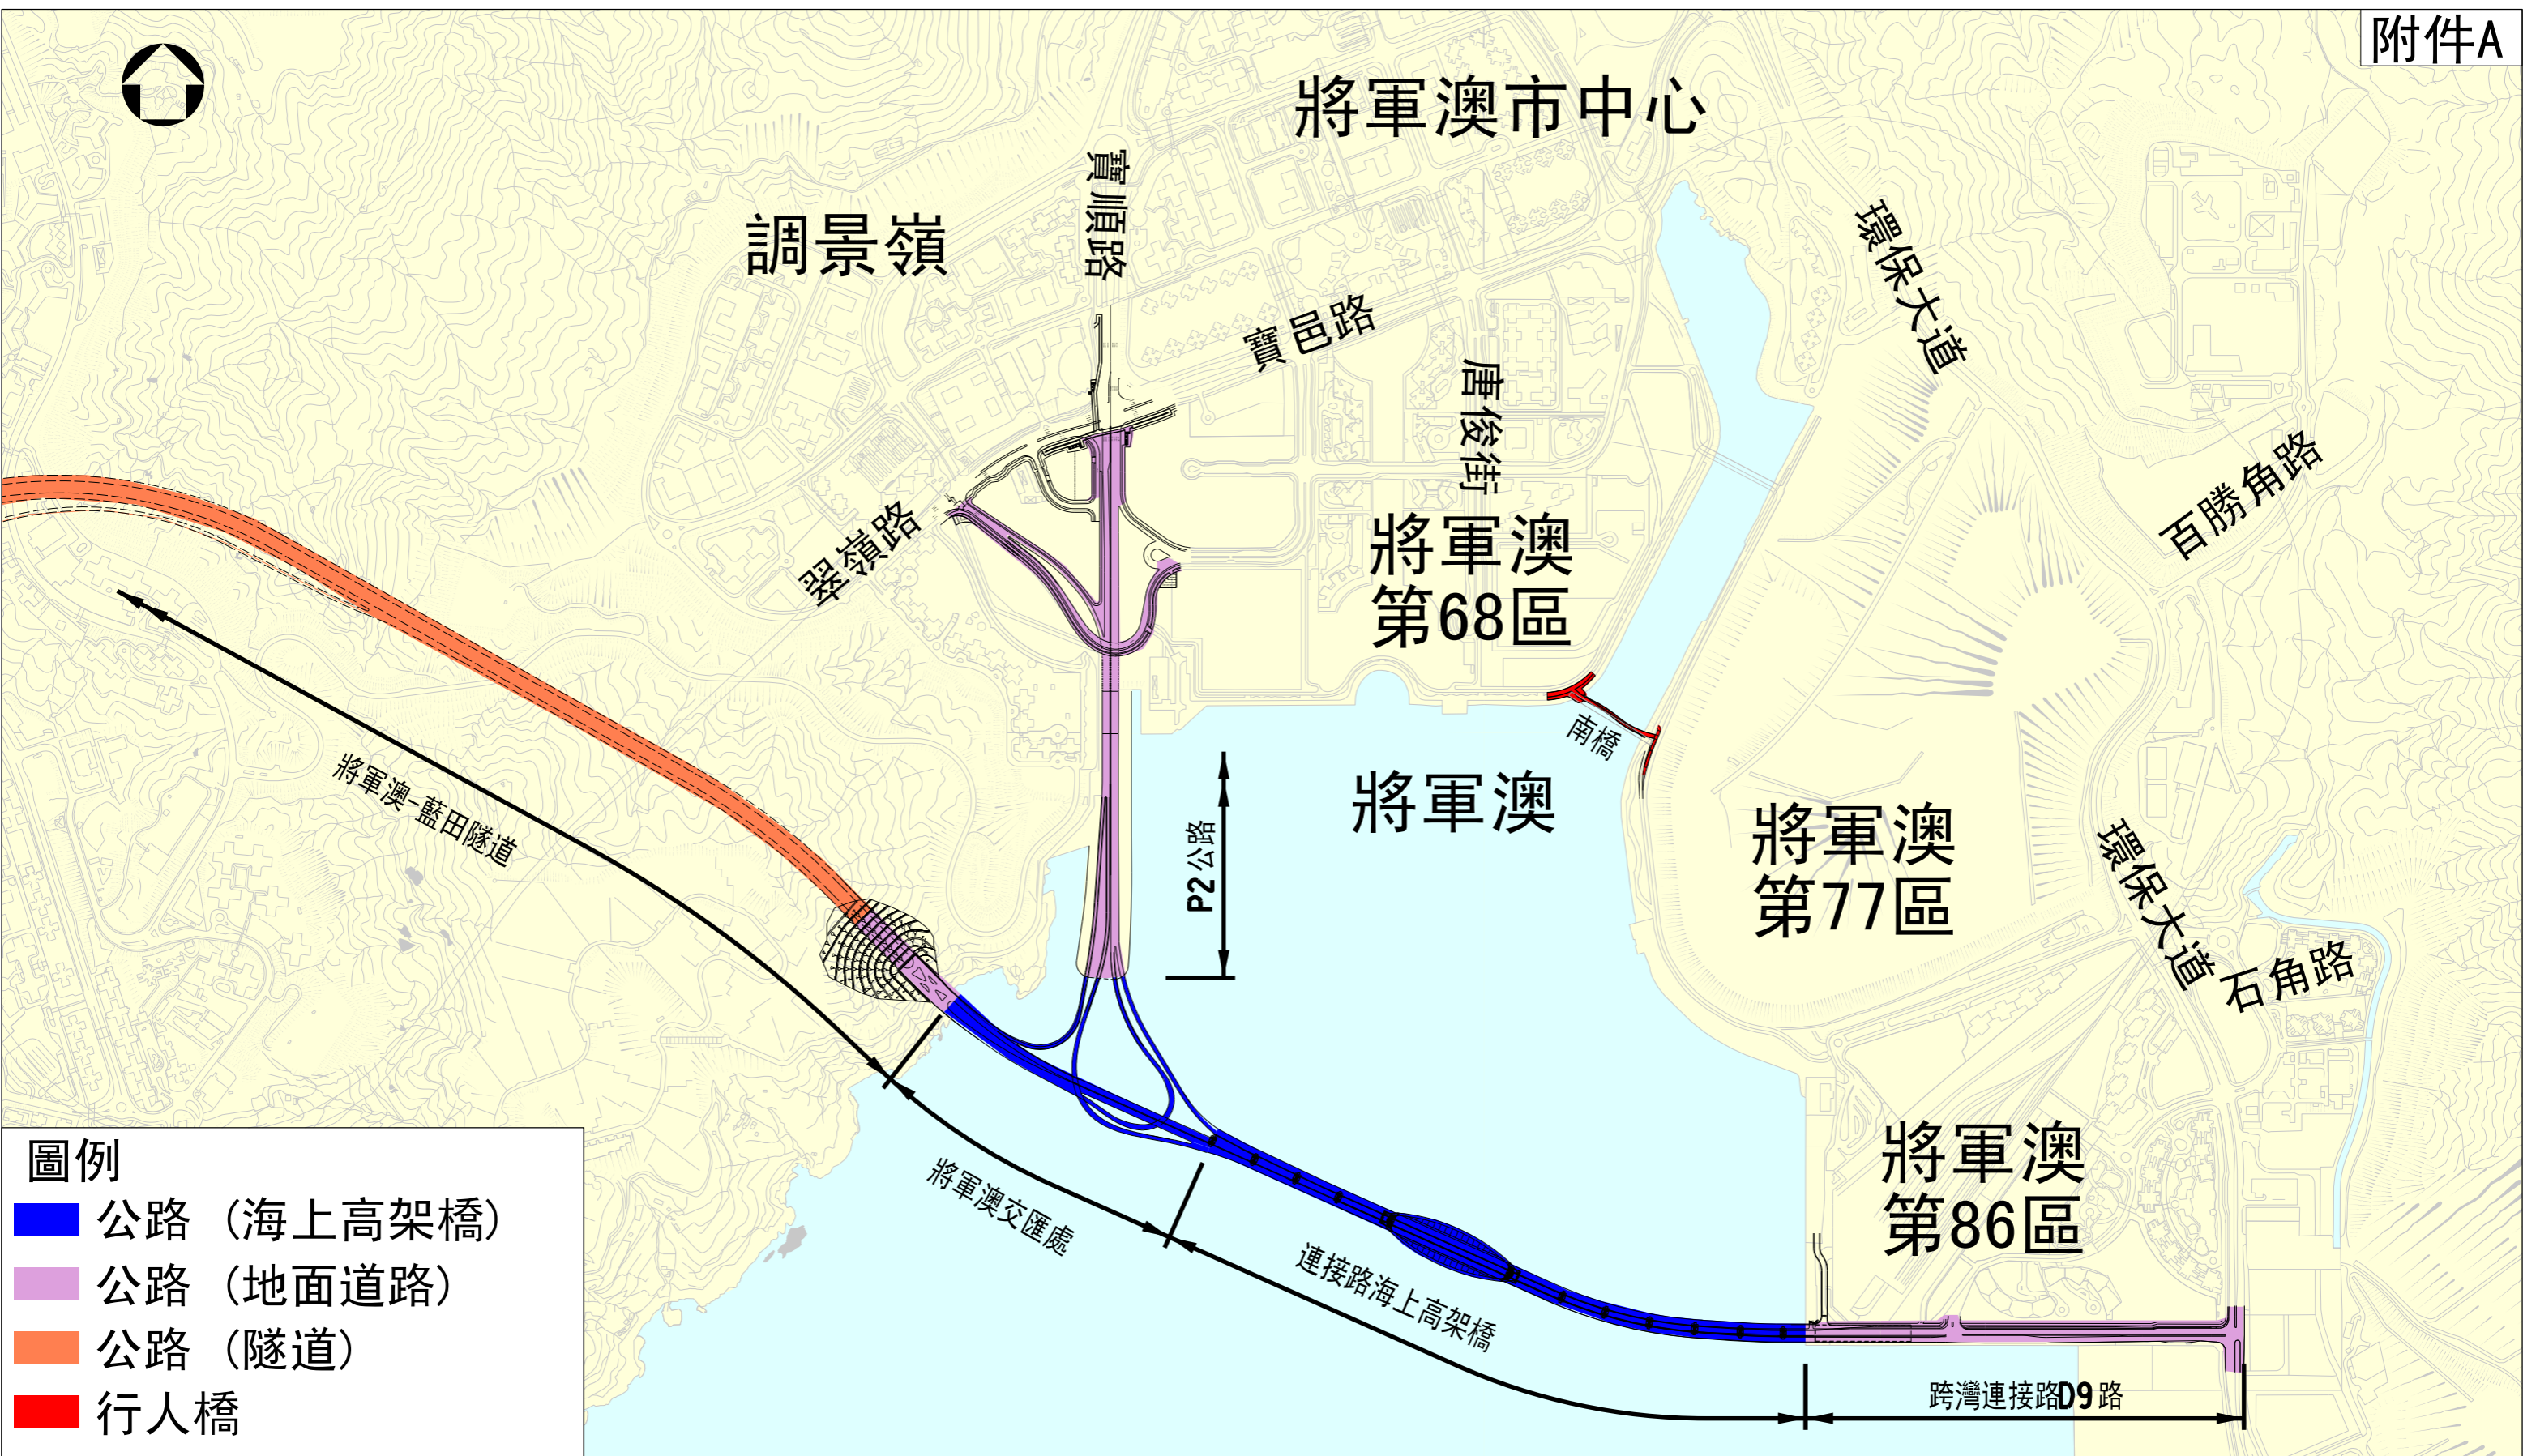 附件A
將軍澳市中心
寶順路
調景嶺
環保大道
寶邑路
唐俊街
百勝角路
翠嶺路
將軍澳
第68區
南橋
將軍澳-藍田隧道
P2公路
將軍澳
將軍澳
第77區
環保大道
石角路
將軍澳
第86區
將軍澳交匯處
連接路海上高架橋
跨灣連接路D9路
圖例
公路（海上高架橋）
公路（地面道路）
公路（隧道）
行人橋